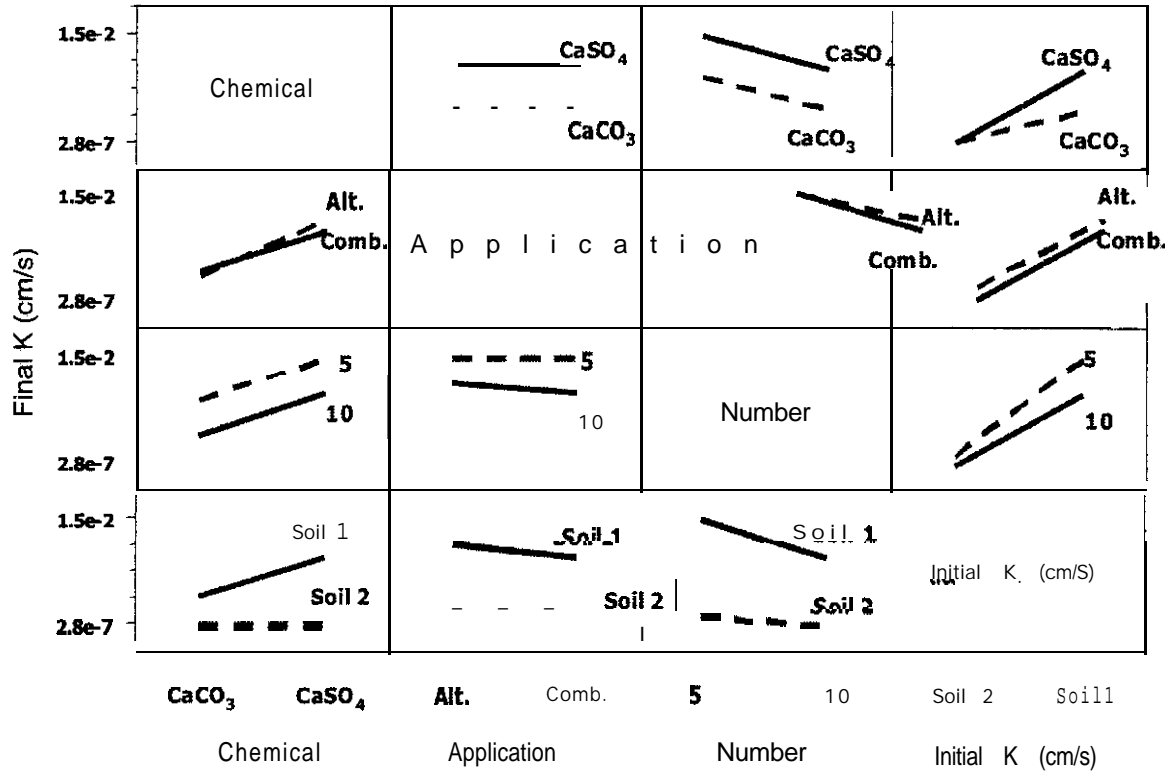 1.5e-2
CaSO4
CaSO4
CaSO4
Chemical
CaCO3
CaCO3
CaCO3
2.8e-7
1.5e-2
Alt.
Alt.
Alt.
Comb.
Application
Comb.
Comb.
2.8e-7
Final K (cm/s)
1.5e-2
5
5
5
10
10
Number
10
2.8e-7
1.5e-2
Soil 1
Soil 1
Soil 1
Initial K (cm/S)
Soil 2
Soil 2
Soil 2
2.8e-7
CaCO3 CaSO4 Alt. Comb. 5 10 Soil 2 Soil1
Chemical Application Number Initial K (cm/s)